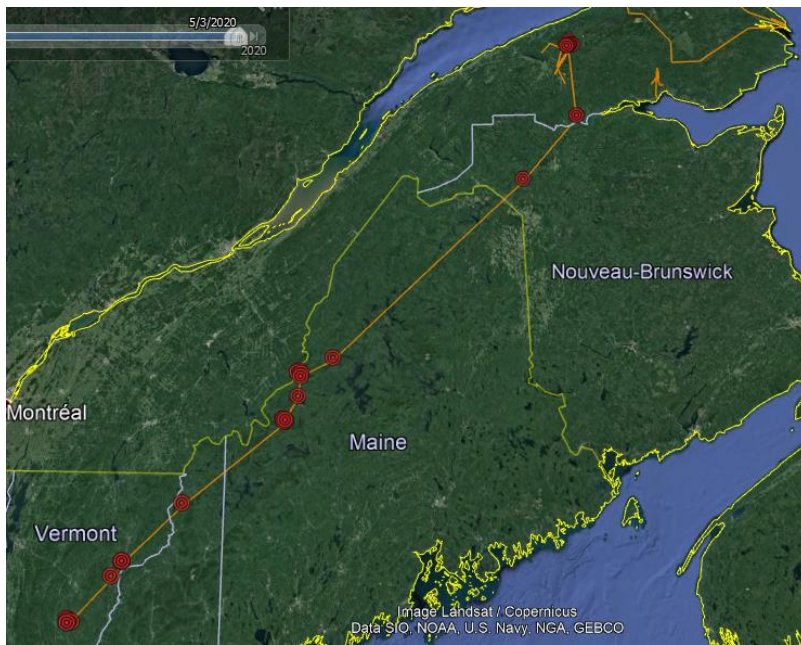 5/3/2020
2020
Nouveau-Brunswick
Montréal
Maine
Vermont
Image Landsat / Copernicus
Data SIO, NOAA, U.S. Navy, NGA, GEBCO